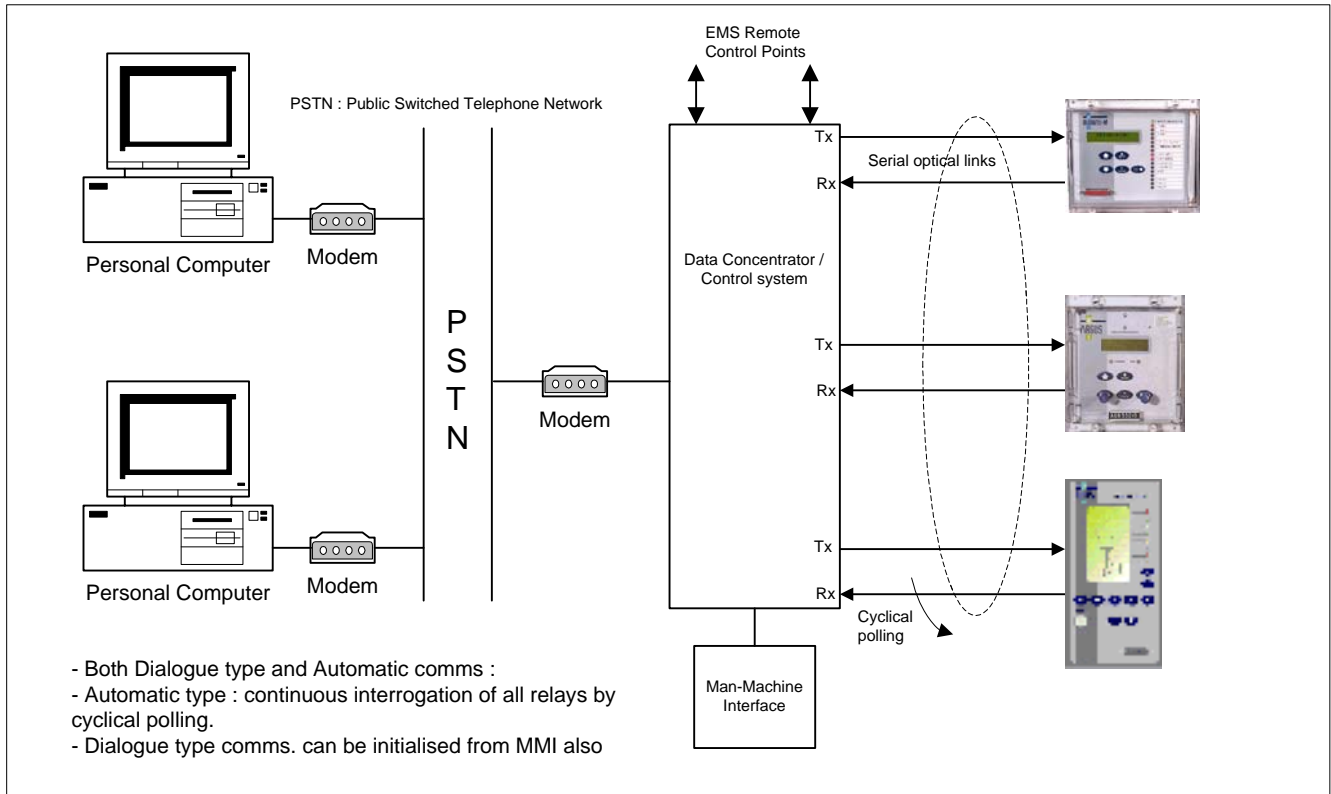 EMS Remote
Control Points
PSTN : Public Switched Telephone Network
Tx
Serial optical links
Rx
Personal Computer
Modem
Data Concentrator /
Control system
P
S
T
N
Tx
Rx
ARGUS
Modem
Personal Computer
Modem
Tx
Rx
Cyclical
polling
Man-Machine
Interface
- Both Dialogue type and Automatic comms :
- Automatic type : continuous interrogation of all relays by
cyclical polling.
- Dialogue type comms. can be initialised from MMI also